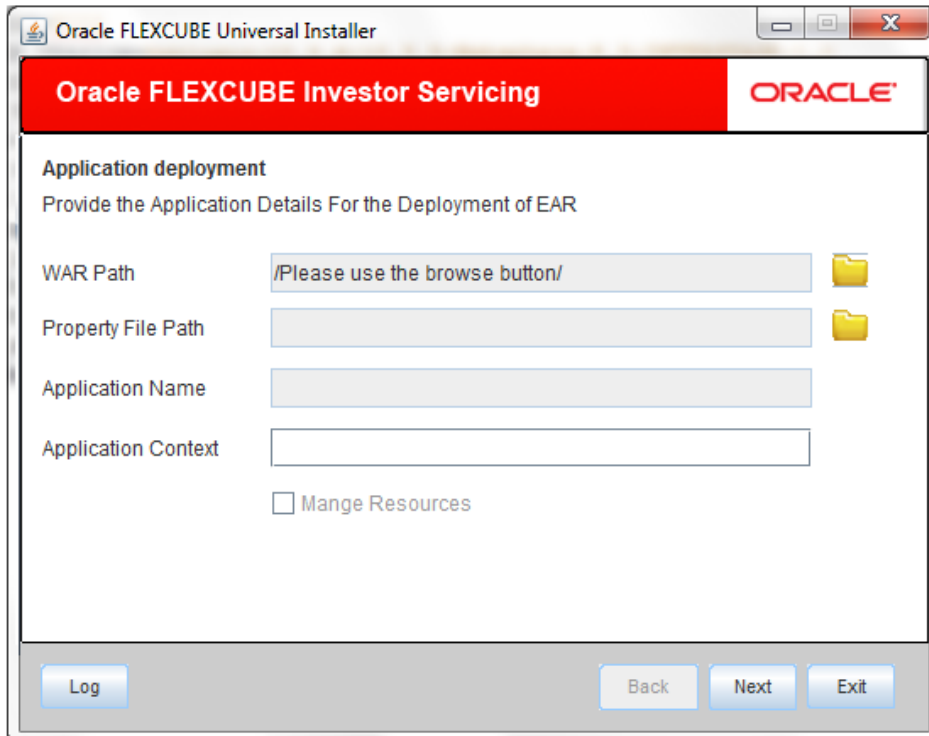 Oracle FLEXCUBE Universal Installer
Oracle FLEXCUBE Investor Servicing
ORACLE
Application deployment
Provide the Application Details For the Deployment of EAR
WAR Path /Please use the browse button/
Property File Path
Application Name
Application Context
Mange Resources
Log Back Next Exit